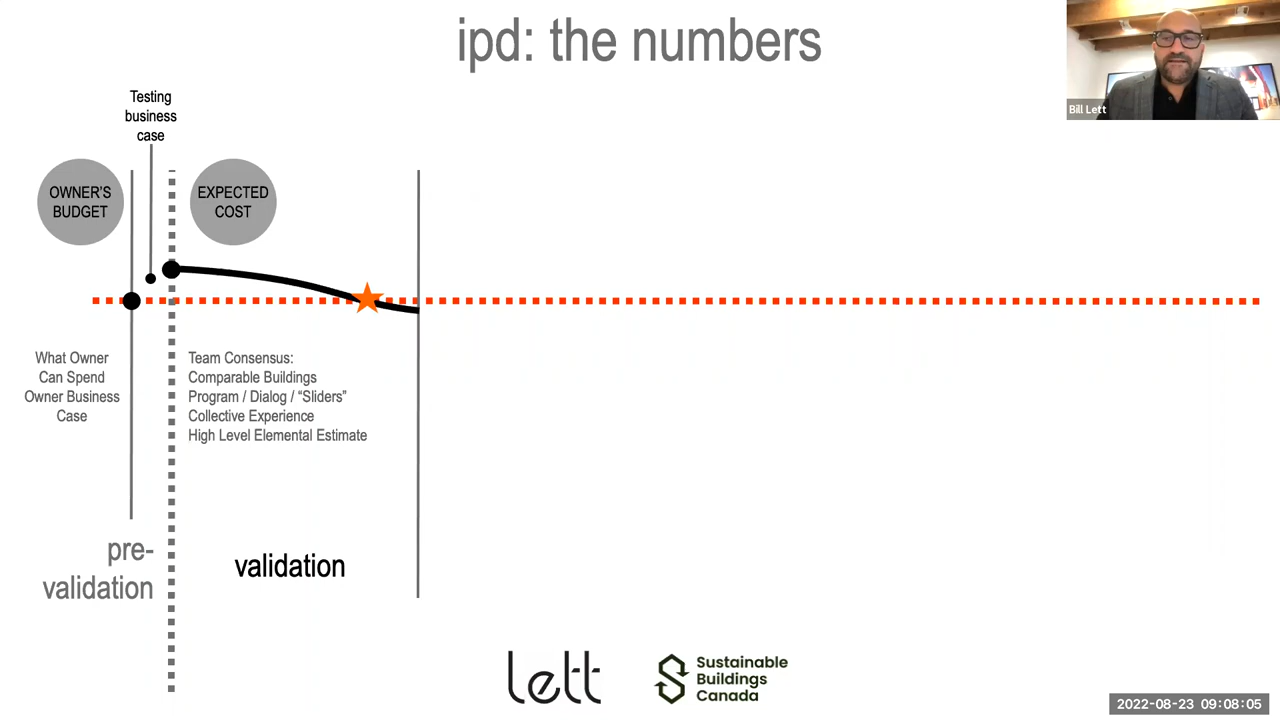 ipd: the numbers
Bill Lett
Testing
business
case
OWNER'S
BUDGET
EXPECTED
COST
What Owner
Can Spend
Owner Business
Case
Team Consensus:
Comparable Buildings
Program / Dialog / “Sliders”
Collective Experience
High Level Elemental Estimate
pre-
validation
validation
lett
Sustainable
Buildings
Canada
2022-08-23 09:08:05